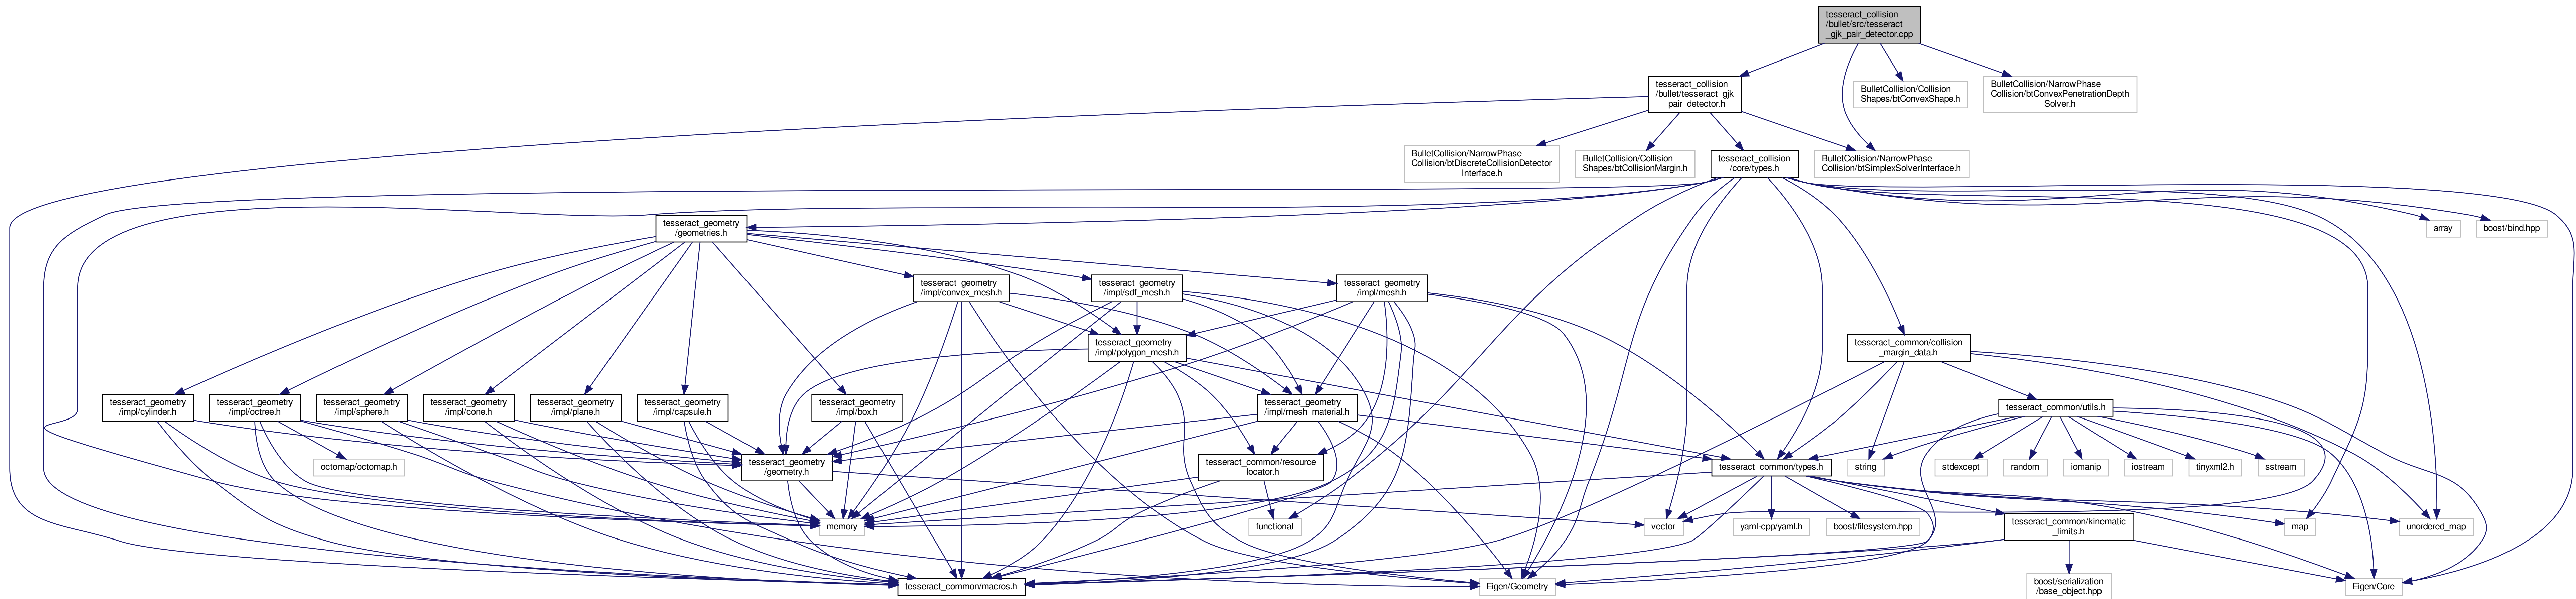 tesseract_collision
/bullet/src/tesseract
_gjk_pair_detector.cpp
tesseract_collision
/bullet/tesseract_gjk
_pair_detector.h
BulletCollision/Collision
Shapes/btConvexShape.h
BulletCollision/NarrowPhase
Collision/btConvexPenetrationDepth
Solver.h
BulletCollision/NarrowPhase
Collision/btDiscreteCollisionDetector
Interface.h
BulletCollision/Collision
Shapes/btCollisionMargin.h
tesseract_collision
/core/types.h
BulletCollision/NarrowPhase
Collision/btSimplexSolverInterface.h
tesseract_geometry
/geometries.h
array
boost/bind.hpp
tesseract_geometry
/impl/convex_mesh.h
tesseract_geometry
/impl/sdf_mesh.h
tesseract_geometry
/impl/mesh.h
tesseract_geometry
/impl/polygon_mesh.h
tesseract_common/collision
_margin_data.h
tesseract_geometry
/impl/cylinder.h
tesseract_geometry
/impl/octree.h
tesseract_geometry
/impl/sphere.h
tesseract_geometry
/impl/cone.h
tesseract_geometry
/impl/plane.h
tesseract_geometry
/impl/capsule.h
tesseract_geometry
/impl/box.h
tesseract_geometry
/impl/mesh_material.h
tesseract_common/utils.h
octomap/octomap.h
tesseract_geometry
/geometry.h
tesseract_common/resource
_locator.h
tesseract_common/types.h
string
stdexcept
random
iomanip
iostream
tinyxml2.h
sstream
memory
functional
vector
yaml-cpp/yaml.h
boost/filesystem.hpp
tesseract_common/kinematic
_limits.h
map
unordered_map
tesseract_common/macros.h
Eigen/Geometry
boost/serialization
/base_object.hpp
Eigen/Core